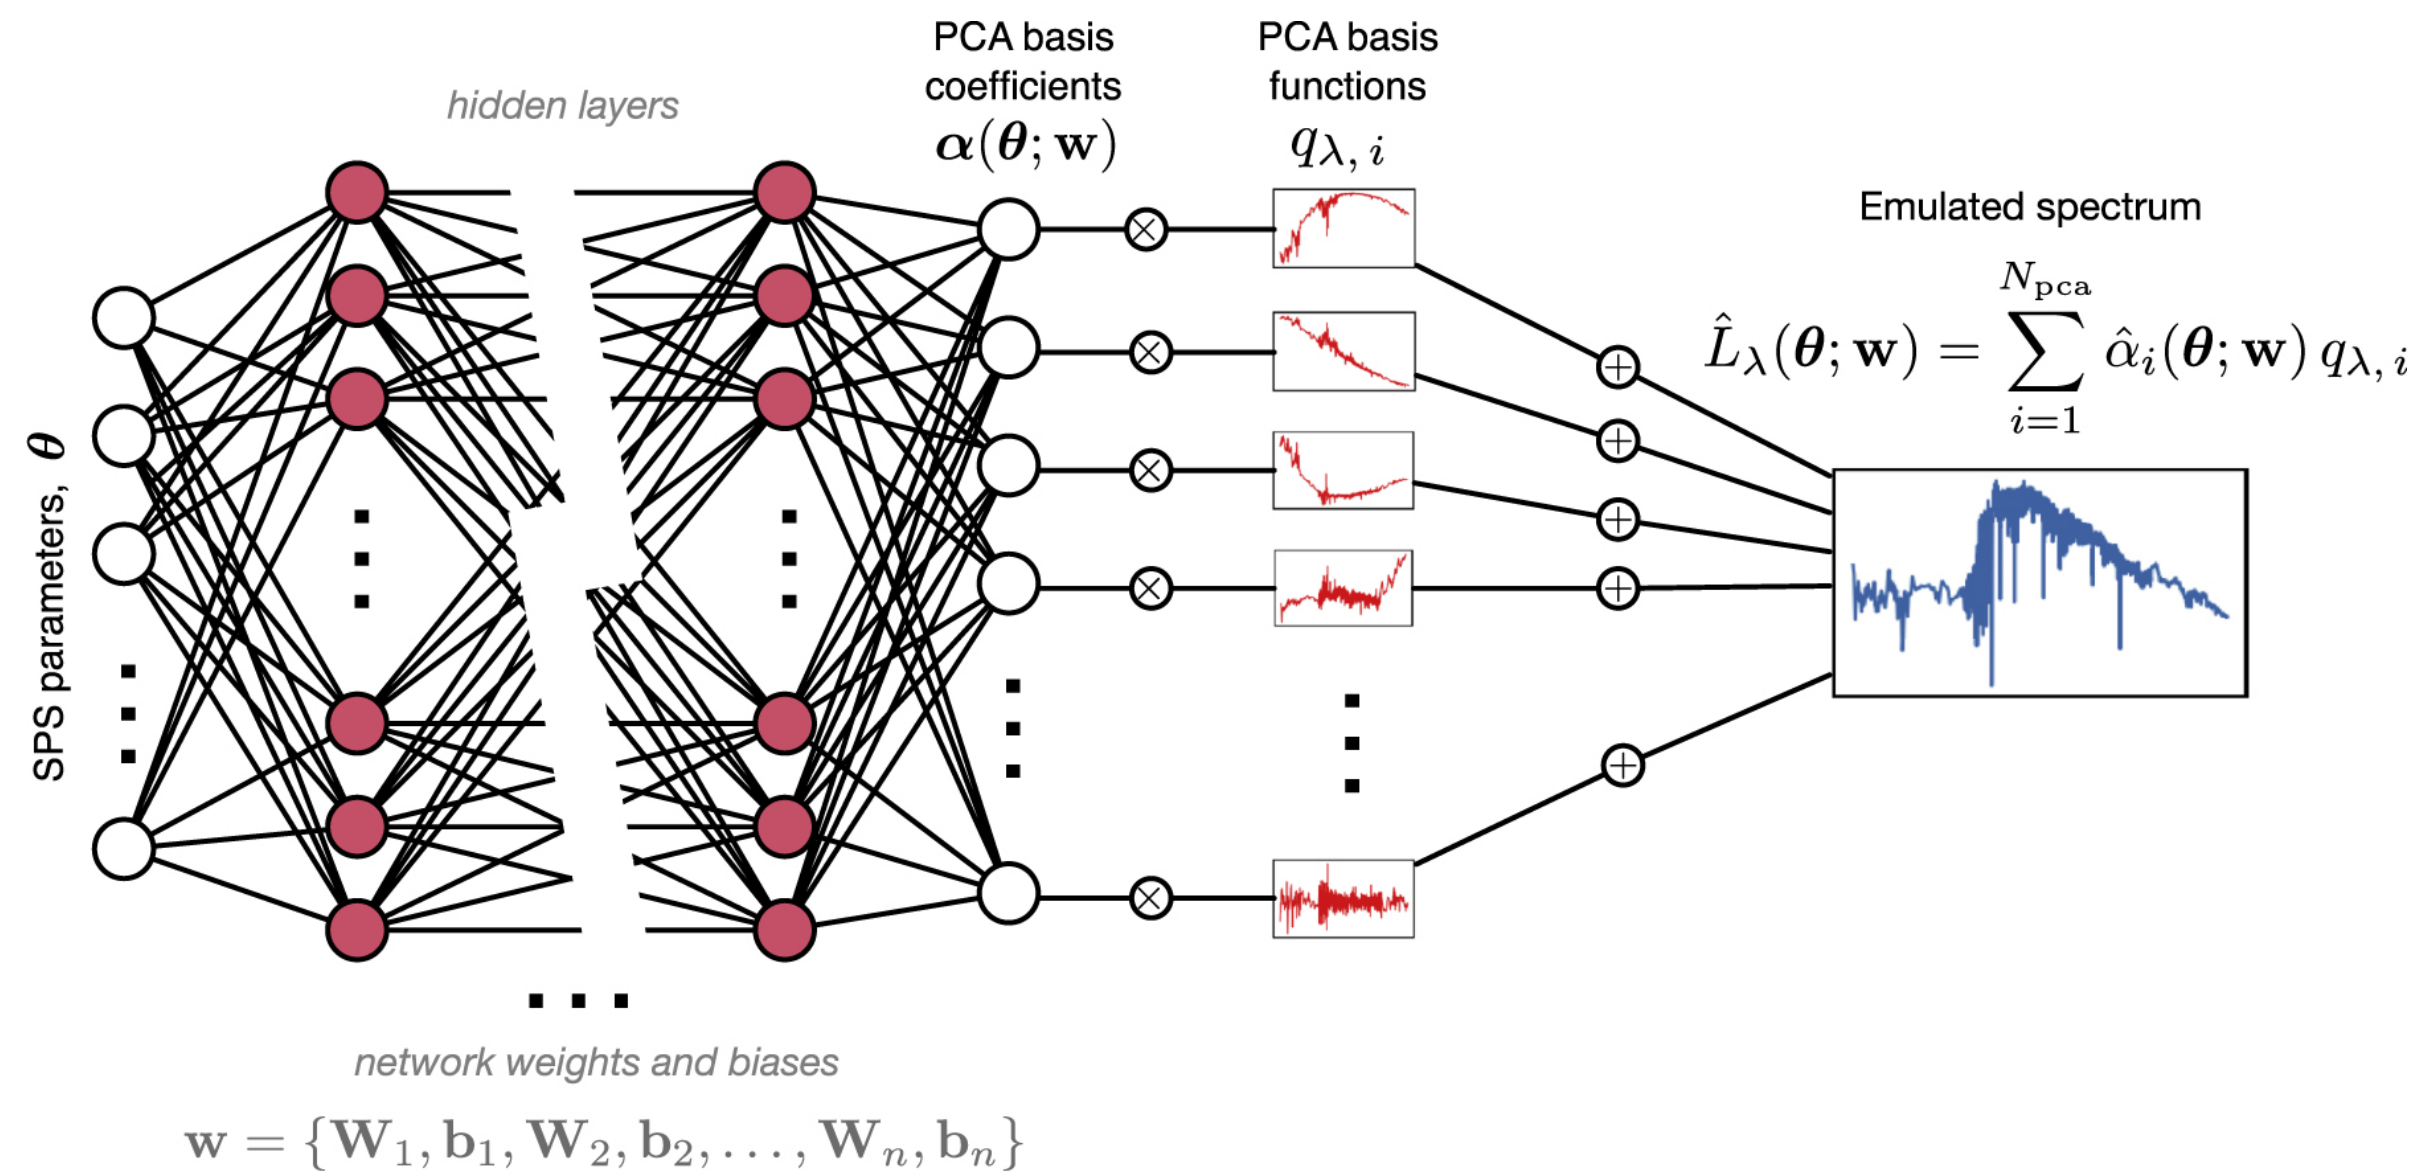 PCA basis
coefficients
α(θ; w)
PCA basis
functions
q_{λ, i}
hidden layers
Emulated spectrum
L̂_λ(θ; w) = ∑_{i=1}^{N_pca} α̂_i(θ; w) q_{λ, i}
SPS parameters, θ
network weights and biases
w = {W_1, b_1, W_2, b_2, . . . , W_n, b_n}